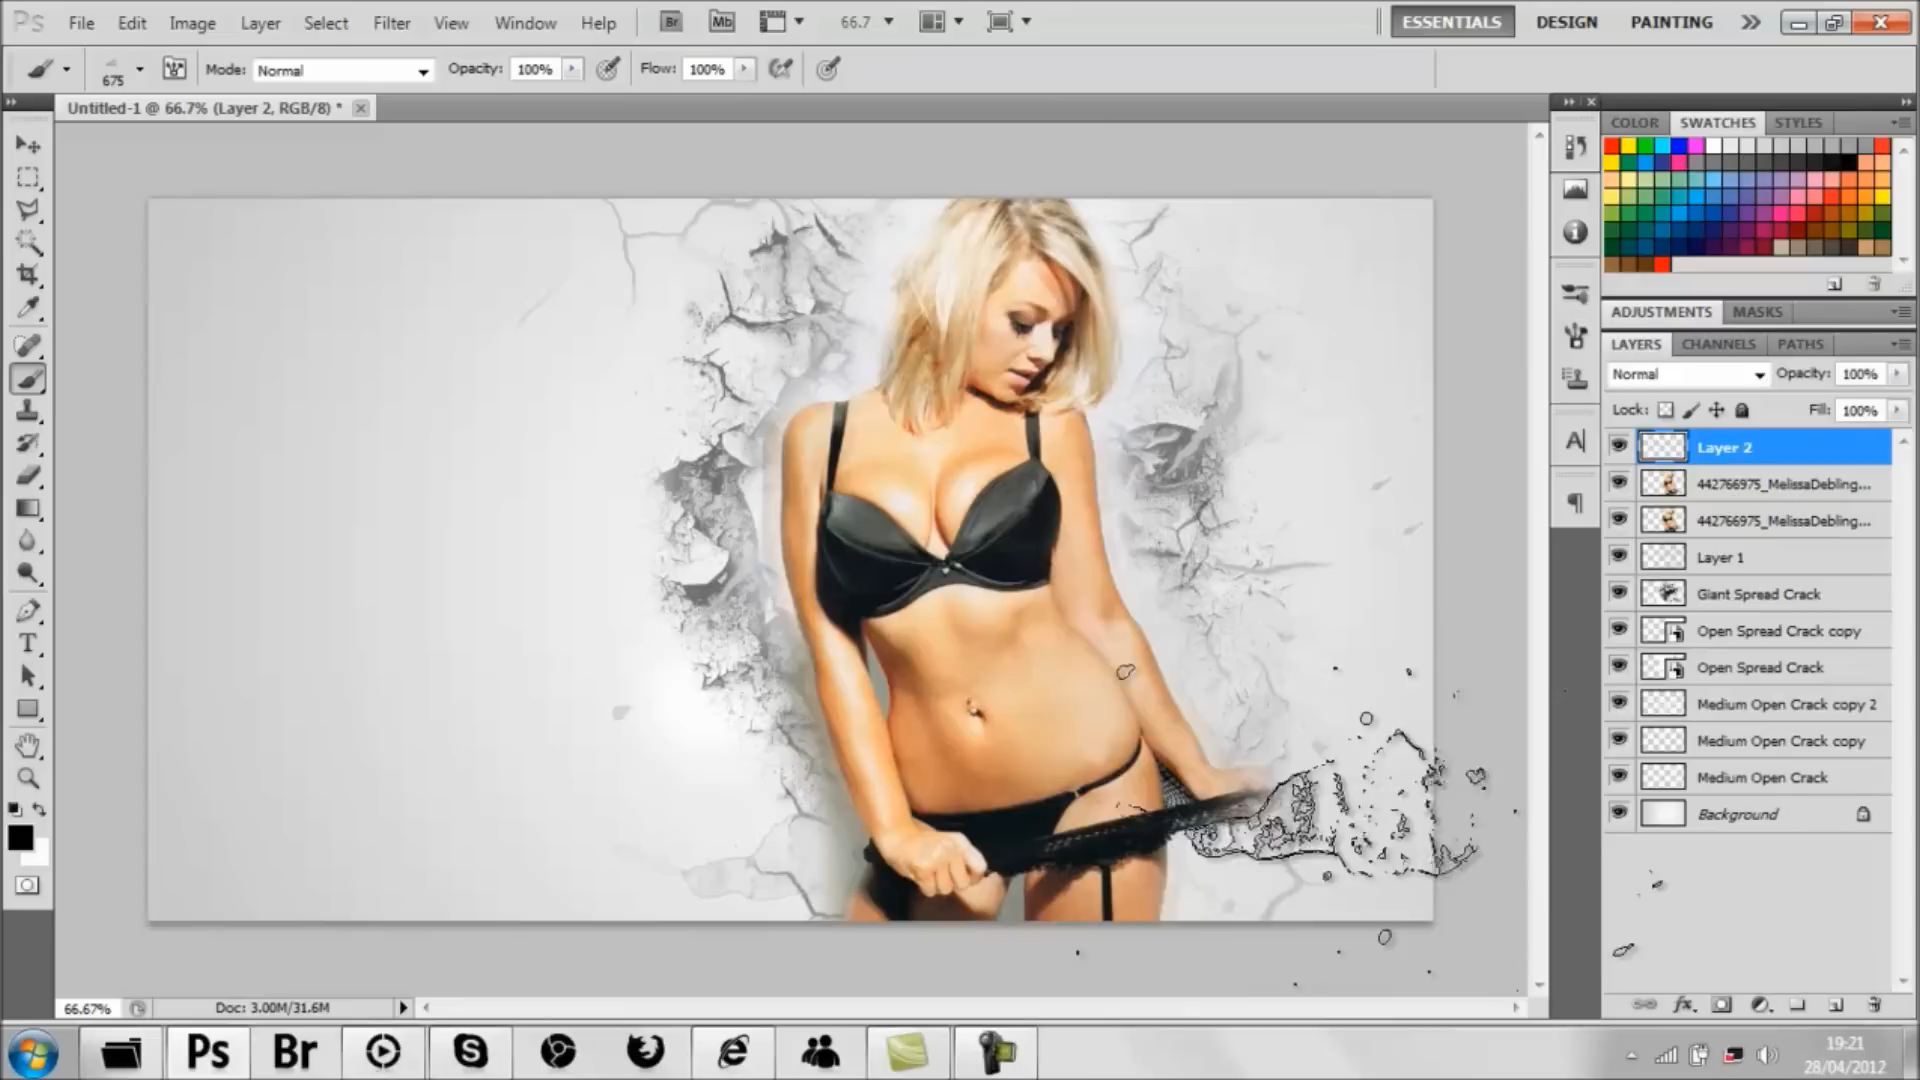 Ps File Edit Image Layer Select Filter View Window Help Br Mb 66.7 ESSENTIALS DESIGN PAINTING
675 Mode: Normal Opacity: 100% Flow: 100%
Untitled-1 @ 66.7% (Layer 2, RGB/8) *
COLOR SWATCHES STYLES
ADJUSTMENTS MASKS
LAYERS CHANNELS PATHS
Normal Opacity: 100%
Lock: Fill: 100%
Layer 2
442766975_MelissaDebling...
442766975_MelissaDebling...
Layer 1
Giant Spread Crack
Open Spread Crack copy
Open Spread Crack
Medium Open Crack copy 2
Medium Open Crack copy
Medium Open Crack
Background
66.67% Doc: 3.00M/31.6M
Ps Br
19:21
28/04/2012